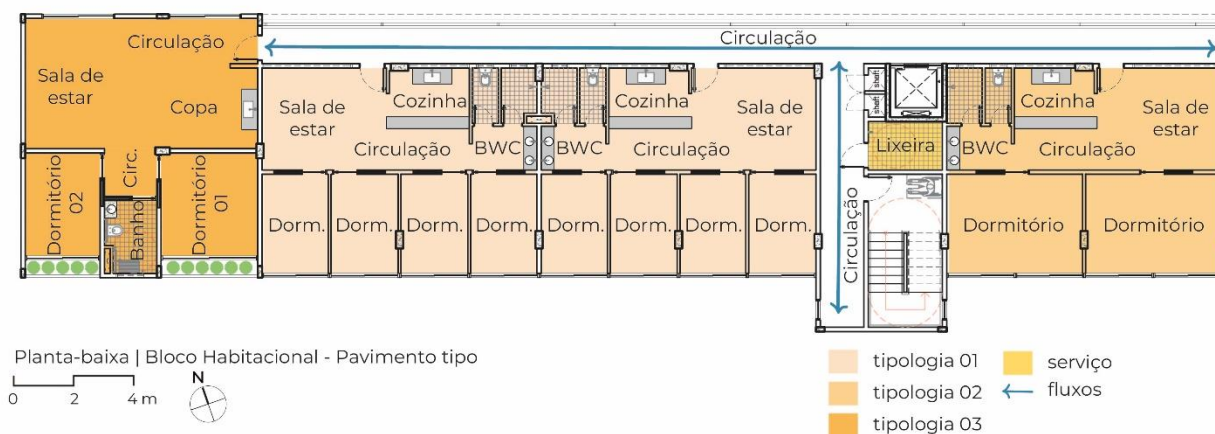 Circulação
Sala de
estar
Copa
Circ.
Dormitório
02
Banho
Dormitório
01
Circulação
Sala de
estar
Cozinha
Circulação
BWC
BWC
Cozinha
Circulação
Sala de
estar
Dorm.
Dorm.
Dorm.
Dorm.
Dorm.
Dorm.
Dorm.
Dorm.
Circulação
shaft
shaft
Lixeira
BWC
Cozinha
Circulação
Sala de
estar
Dormitório
Dormitório
Planta-baixa | Bloco Habitacional - Pavimento tipo
0 2 4 m
N
tipologia 01
tipologia 02
tipologia 03
serviço
fluxos